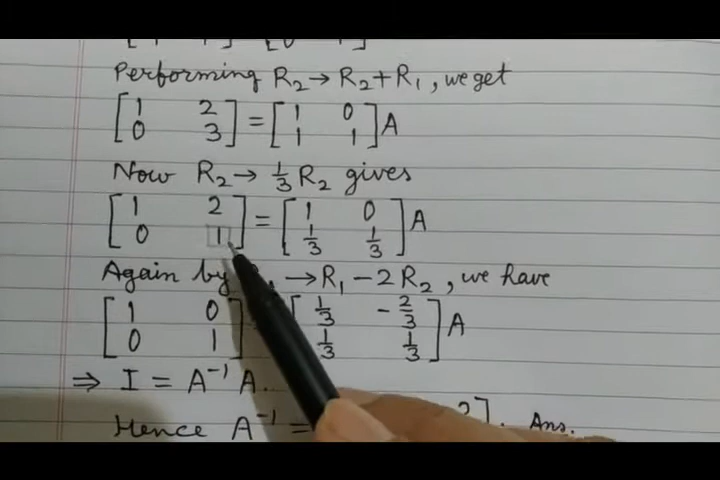 Performing R₂ → R₂ + R₁, we get
[1 2
0 3] = [1 0
1 1] A
Now R₂ → 1/3 R₂ gives
[1 2
0 1] = [1 0
1/3 1/3] A
Again by → R₁ - 2 R₂, we have
[1 0
0 1] [1/3 -2/3
1/3 1/3] A
⇒ I = A⁻¹ A.
Hence A⁻¹ = ]. Ans.